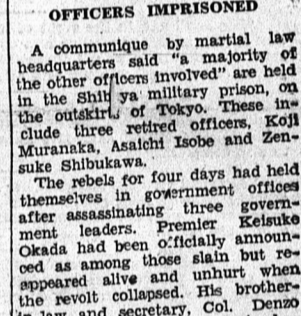 OFFICERS IMPRISONED
A communique by martial law
headquarters said "a majority of
the other officers involved" are held
in the Shib ya military prison, on
the outskirts of Tokyo. These in-
clude three retired officers, Koji
Muranaka, Asaichi Isobe and Zen-
suke Shibukawa.
The rebels for four days had held
themselves in government offices
after assassinating three govern-
ment leaders. Premier Keisuke
Okada had been officially announ-
ced as among those slain but re-
appeared alive and unhurt when
the revolt collapsed. His brother-
in-law and secretary, Col. Denzo